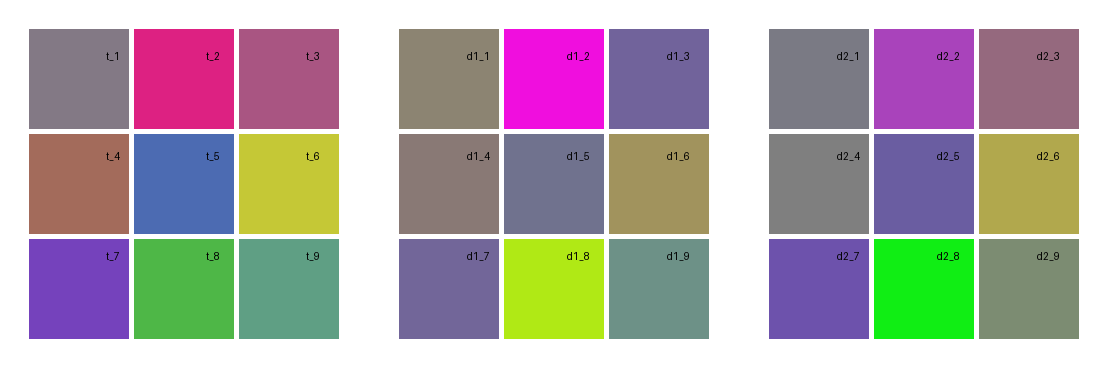 t_1 t_2 t_3 d1_1 d1_2 d1_3 d2_1 d2_2 d2_3
t_4 t_5 t_6 d1_4 d1_5 d1_6 d2_4 d2_5 d2_6
t_7 t_8 t_9 d1_7 d1_8 d1_9 d2_7 d2_8 d2_9